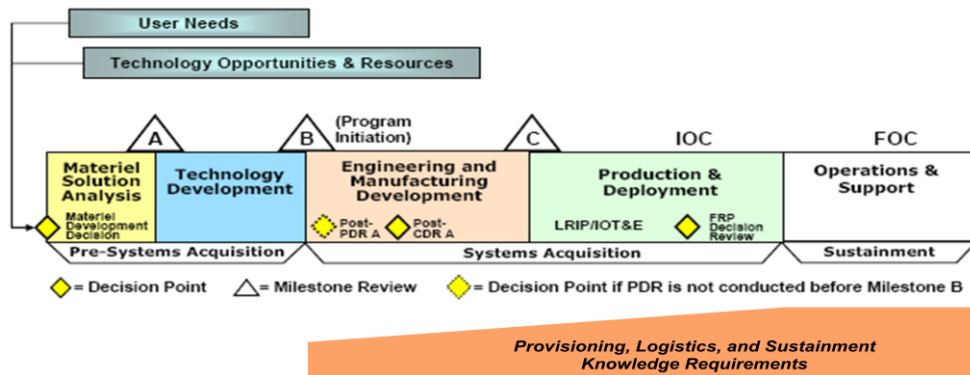 User Needs
Technology Opportunities & Resources
A
B
(Program
Initiation)
C
IOC
FOC
Materiel
Solution
Analysis
Technology
Development
Engineering and
Manufacturing
Development
Production &
Deployment
Operations &
Support
Materiel
Development
Decision
Post-
PDR A
Post-
CDR A
LRIP/IOT&E
FRP
Decision
Review
Pre-Systems Acquisition
Systems Acquisition
Sustainment
= Decision Point
= Milestone Review
= Decision Point if PDR is not conducted before Milestone B
Provisioning, Logistics, and Sustainment
Knowledge Requirements